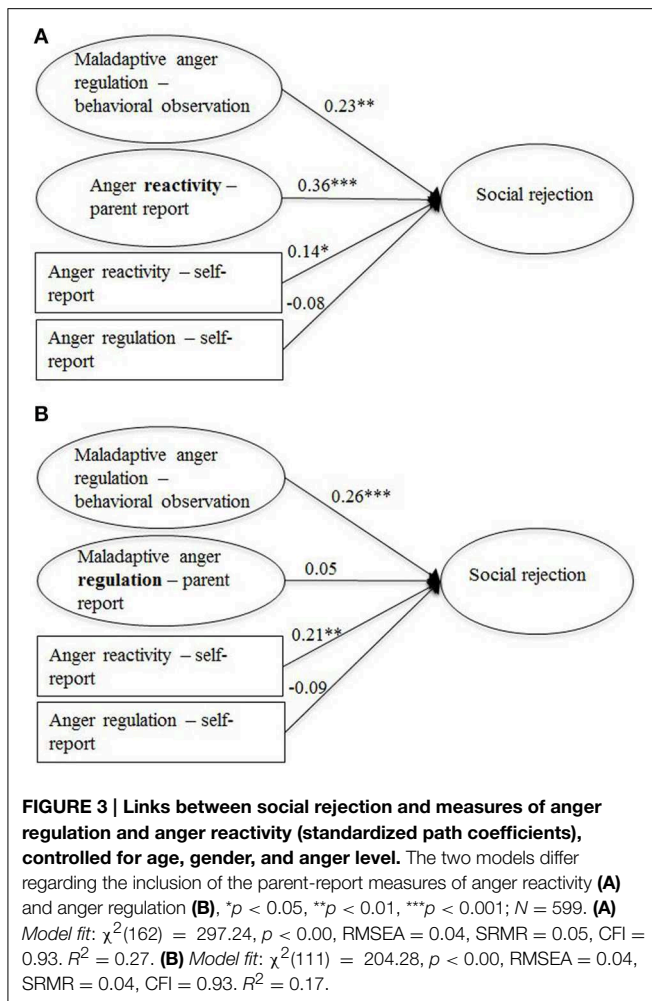 A
Maladaptive anger
regulation –
behavioral observation
0.23**
Anger reactivity –
parent report
0.36***
Social rejection
Anger reactivity – self-
report
0.14*
Anger regulation – self-
report
-0.08
B
Maladaptive anger
regulation –
behavioral observation
0.26***
Maladaptive anger
regulation – parent
report
0.05
Social rejection
Anger reactivity – self-
report
0.21**
Anger regulation – self-
report
-0.09
FIGURE 3 | Links between social rejection and measures of anger
regulation and anger reactivity (standardized path coefficients),
controlled for age, gender, and anger level. The two models differ
regarding the inclusion of the parent-report measures of anger reactivity (A)
and anger regulation (B), *p < 0.05, **p < 0.01, ***p < 0.001; N = 599. (A)
Model fit: χ²(162) = 297.24, p < 0.00, RMSEA = 0.04, SRMR = 0.05, CFI =
0.93. R² = 0.27. (B) Model fit: χ²(111) = 204.28, p < 0.00, RMSEA = 0.04,
SRMR = 0.04, CFI = 0.93. R² = 0.17.